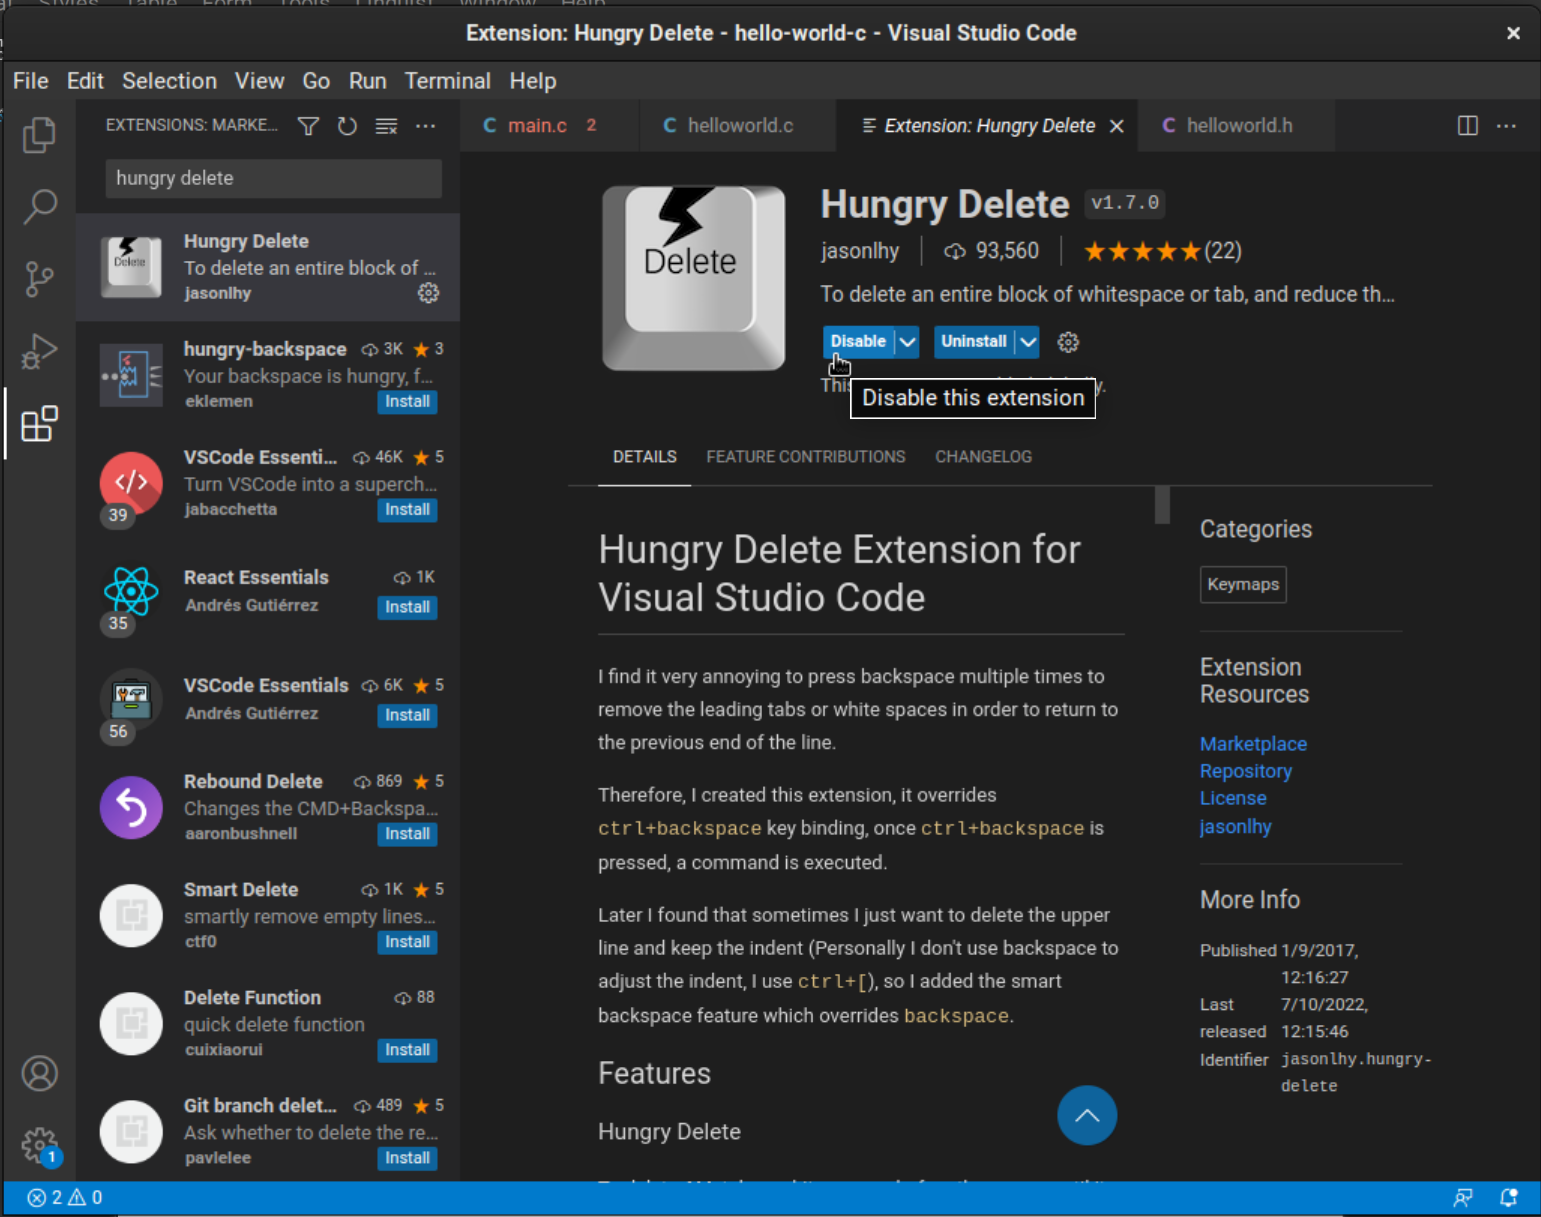 Styles Table Form Tools Linguist Window Help
Extension: Hungry Delete - hello-world-c - Visual Studio Code
File Edit Selection View Go Run Terminal Help
EXTENSIONS: MARKE...
main.c 2
helloworld.c
Extension: Hungry Delete
helloworld.h
hungry delete
Hungry Delete
To delete an entire block of ...
jasonlhy
hungry-backspace 3K 3
Your backspace is hungry, f...
eklemen Install
VSCode Essenti... 46K 5
Turn VSCode into a superch...
jabacchetta Install
39
React Essentials 1K
Andrés Gutiérrez Install
35
VSCode Essentials 6K 5
Andrés Gutiérrez Install
56
Rebound Delete 869 5
Changes the CMD+Backspa...
aaronbushnell Install
Smart Delete 1K 5
smartly remove empty lines...
ctf0 Install
Delete Function 88
quick delete function
cuixiaorui Install
Git branch delet... 489 5
Ask whether to delete the re...
pavlelee Install
1
Delete
Delete
Hungry Delete v1.7.0
jasonlhy 93,560 (22)
To delete an entire block of whitespace or tab, and reduce th...
Disable Uninstall
Disable this extension
DETAILS FEATURE CONTRIBUTIONS CHANGELOG
Hungry Delete Extension for
Visual Studio Code
I find it very annoying to press backspace multiple times to
remove the leading tabs or white spaces in order to return to
the previous end of the line.
Therefore, I created this extension, it overrides
ctrl+backspace key binding, once ctrl+backspace is
pressed, a command is executed.
Later I found that sometimes I just want to delete the upper
line and keep the indent (Personally I don't use backspace to
adjust the indent, I use ctrl+[), so I added the smart
backspace feature which overrides backspace.
Features
Hungry Delete
Categories
Keymaps
Extension
Resources
Marketplace
Repository
License
jasonlhy
More Info
Published 1/9/2017,
12:16:27
Last 7/10/2022,
released 12:15:46
Identifier jasonlhy.hungry-
delete
2 0